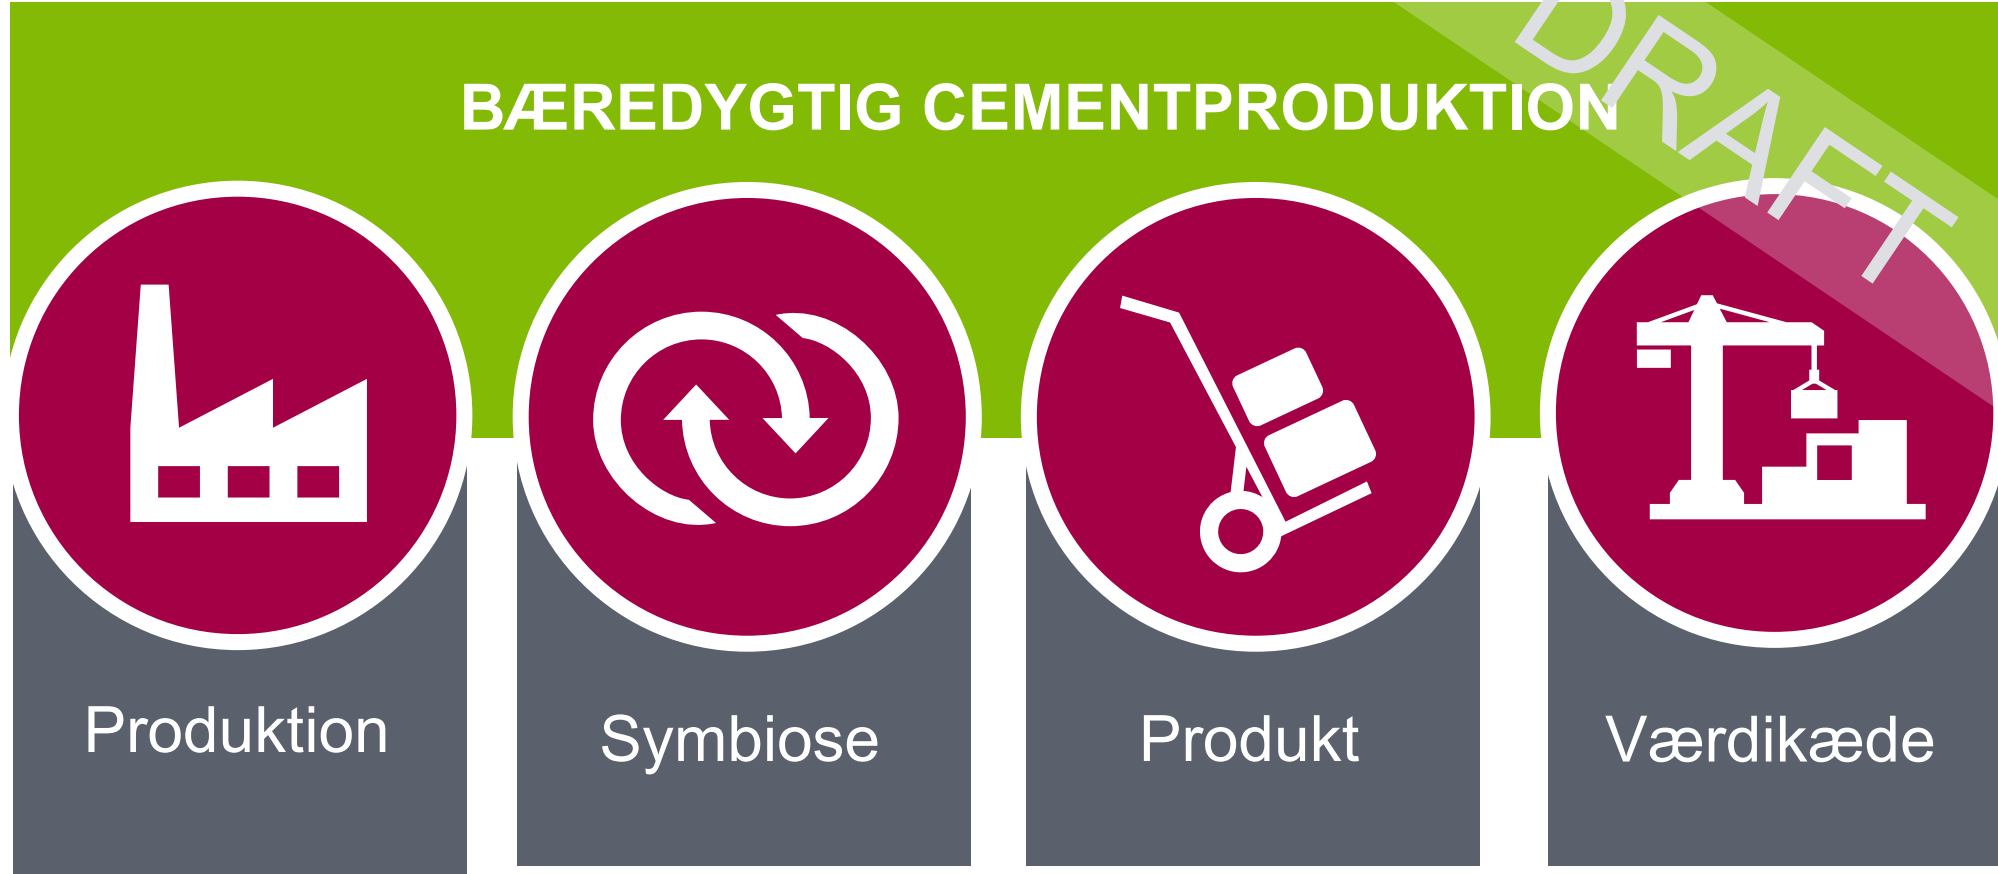 BÆREDYGTIG CEMENTPRODUKTION
DRAFT
Produktion
Symbiose
Produkt
Værdikæde